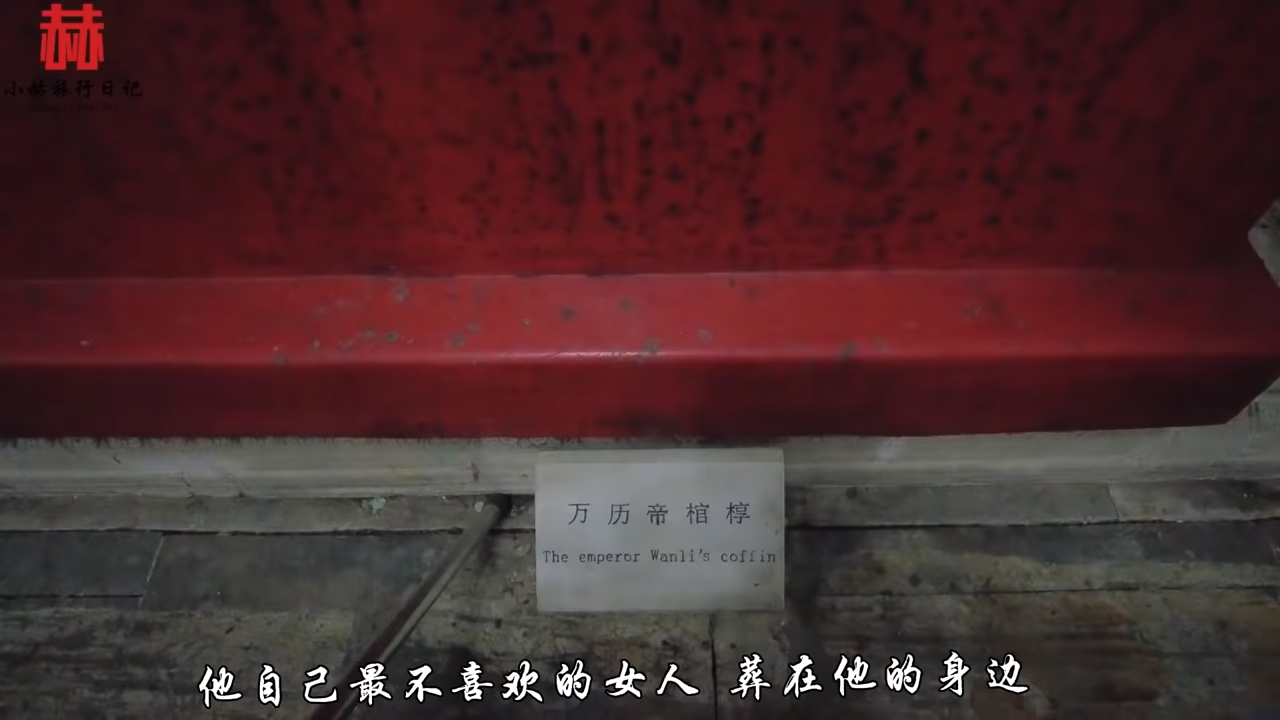 赫
小赫旅行日记
万历帝棺椁
The emperor Wanli's coffin
他自己最不喜欢的女人 葬在他的身边